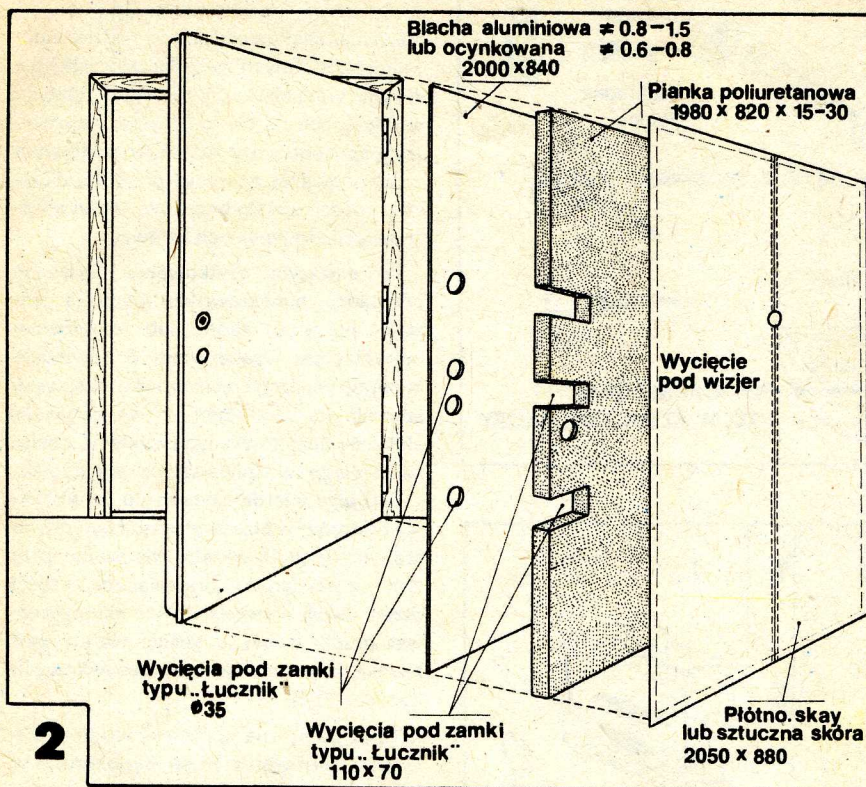 Blacha aluminiowa ≠ 0.8-1.5
lub ocynkowana ≠ 0.6-0.8
2000 x 840
Pianka poliuretanowa
1980 x 820 x 15-30
Wycięcie
pod wizjer
Wycięcia pod zamki
typu „Łucznik"
ø35
Wycięcia pod zamki
typu „Łucznik"
110 x 70
Płótno. skay
lub sztuczna skóra
2050 x 880
2